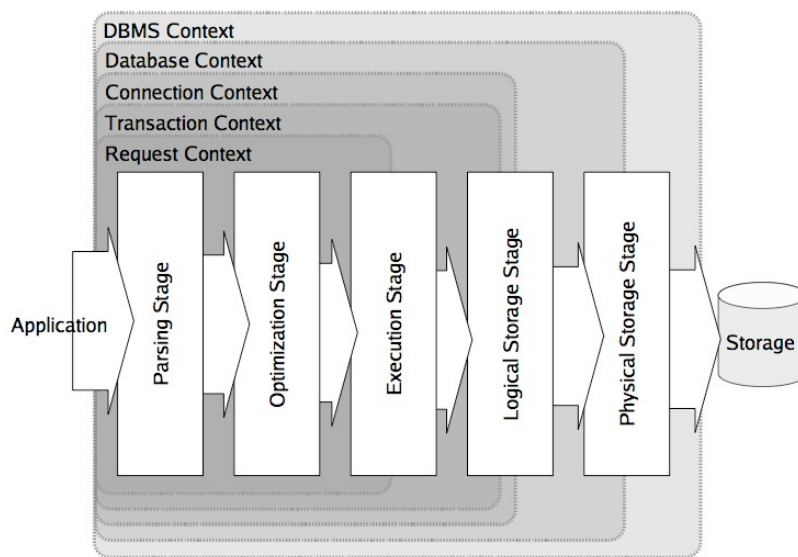 DBMS Context
Database Context
Connection Context
Transaction Context
Request Context
Application
Parsing Stage
Optimization Stage
Execution Stage
Logical Storage Stage
Physical Storage Stage
Storage